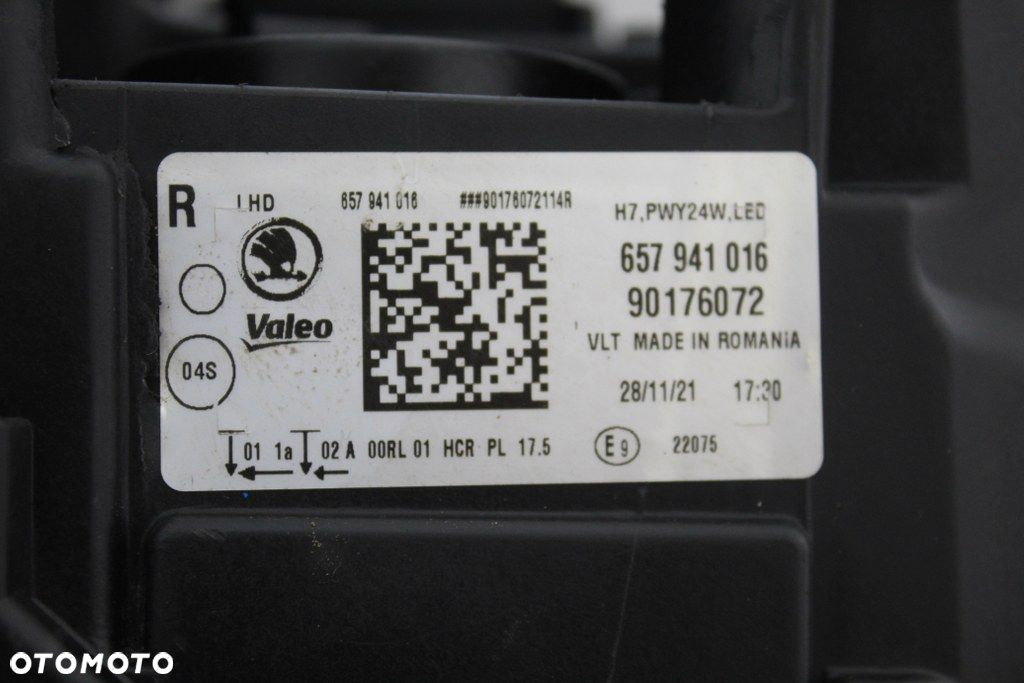 R LHD 657 941 016 ###90176072114R H7,PWY24W,LED
657 941 016
90176072
Valeo
VLT MADE IN ROMANIA
04S
28/11/21 17:30
01 1a 02 A 00RL 01 HCR PL 17.5 E9 22075
OTOMOTO